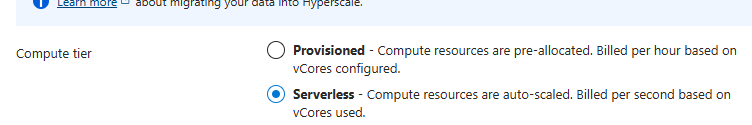 Learn more about migrating your data into Hyperscale.
Compute tier
Provisioned - Compute resources are pre-allocated. Billed per hour based on
vCores configured.
Serverless - Compute resources are auto-scaled. Billed per second based on
vCores used.